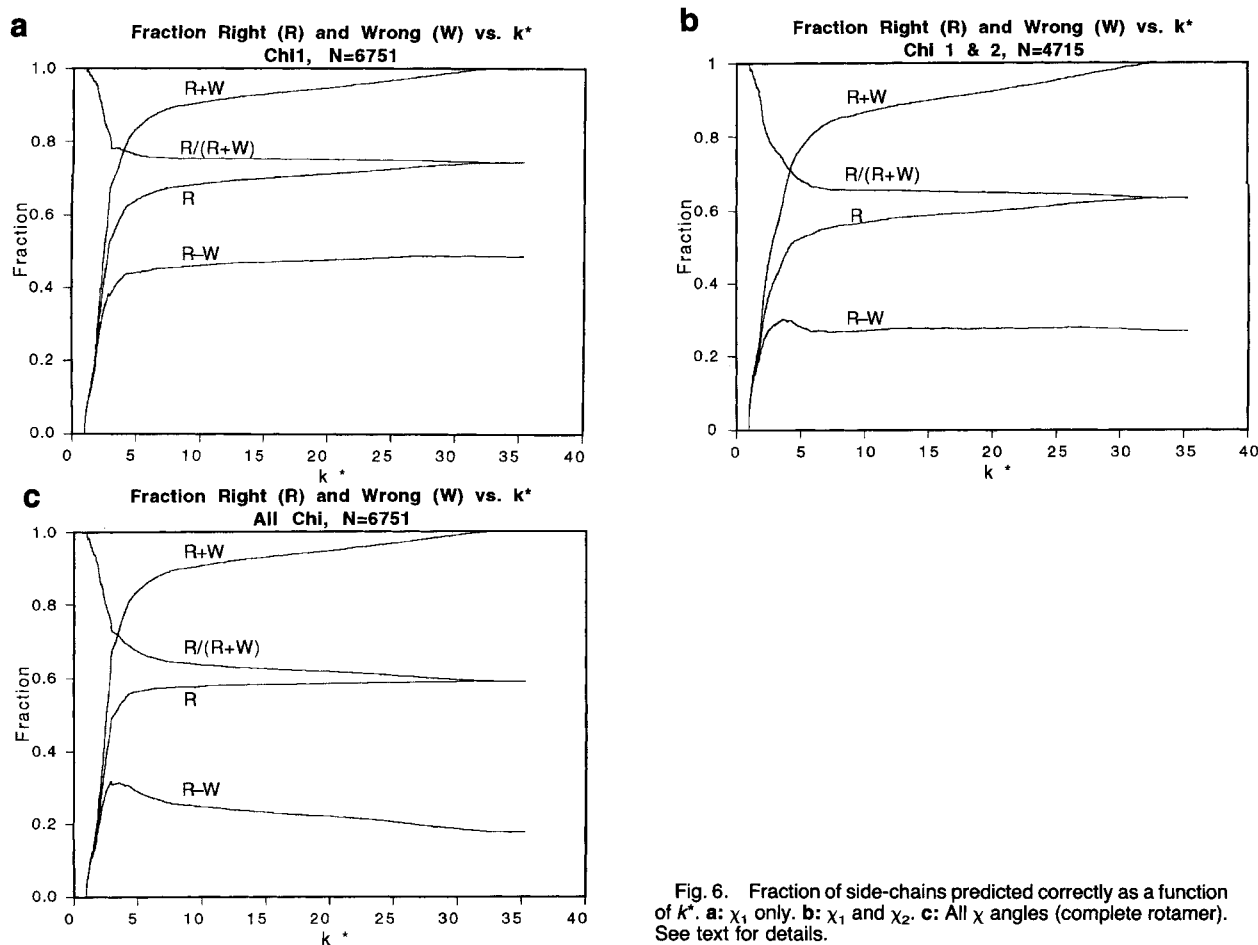 a
Fraction Right (R) and Wrong (W) vs. k*
Chi1, N=6751
1.0
0.8
0.6
0.4
0.2
0.0
Fraction
R+W
R/(R+W)
R
R–W
0 5 10 15 20 25 30 35 40
k *
b
Fraction Right (R) and Wrong (W) vs. k*
Chi 1 & 2, N=4715
1
0.8
0.6
0.4
0.2
0
Fraction
R+W
R/(R+W)
R
R–W
0 5 10 15 20 25 30 35 40
k *
c
Fraction Right (R) and Wrong (W) vs. k*
All Chi, N=6751
1.0
0.8
0.6
0.4
0.2
0.0
Fraction
R+W
R/(R+W)
R
R–W
0 5 10 15 20 25 30 35 40
k *
Fig. 6. Fraction of side-chains predicted correctly as a function
of k*. a: χ₁ only. b: χ₁ and χ₂. c: All χ angles (complete rotamer).
See text for details.